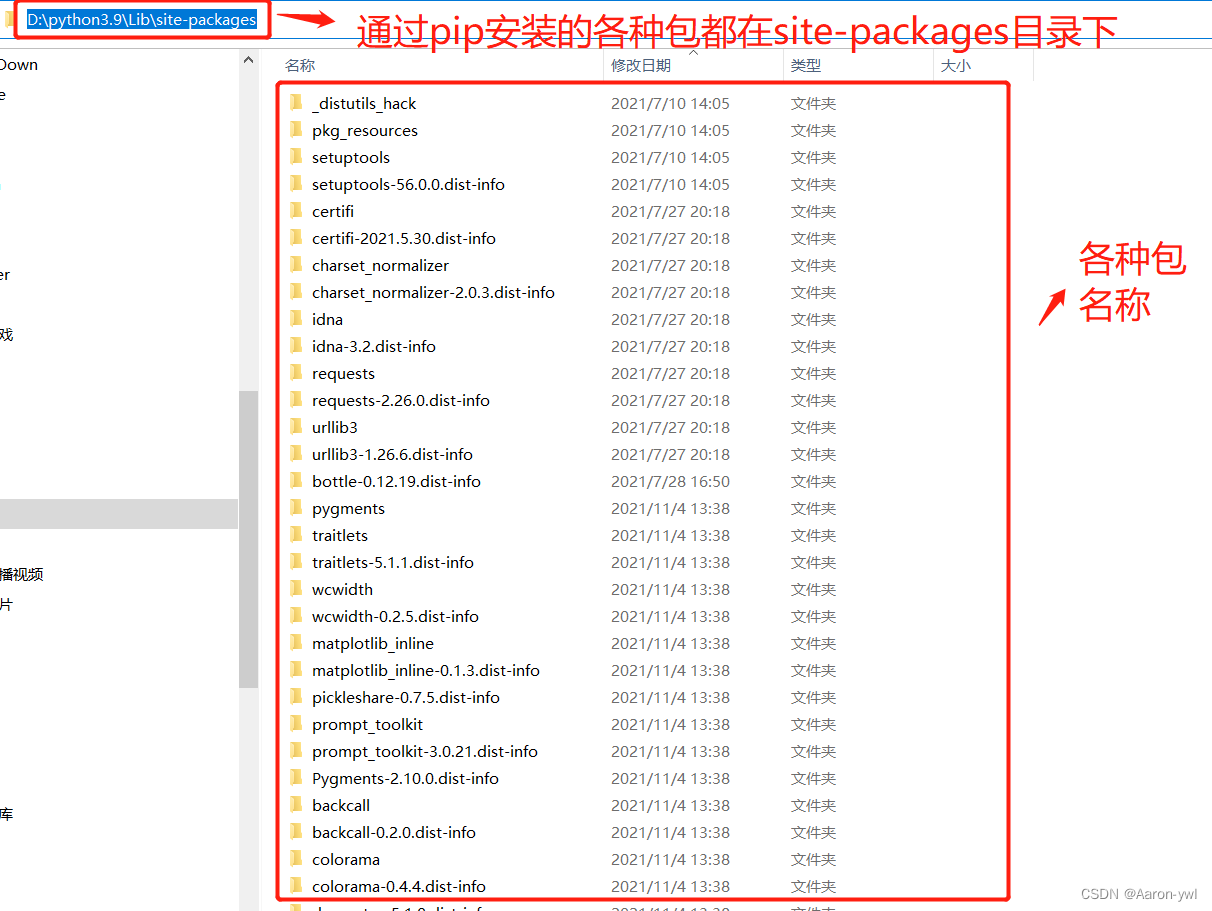 D:\python3.9\Lib\site-packages
通过pip安装的各种包都在site-packages目录下
Down
名称 修改日期 类型 大小
e
_distutils_hack 2021/7/10 14:05 文件夹
pkg_resources 2021/7/10 14:05 文件夹
setuptools 2021/7/10 14:05 文件夹
setuptools-56.0.0.dist-info 2021/7/10 14:05 文件夹
certifi 2021/7/27 20:18 文件夹
certifi-2021.5.30.dist-info 2021/7/27 20:18 文件夹
charset_normalizer 2021/7/27 20:18 文件夹
er
charset_normalizer-2.0.3.dist-info 2021/7/27 20:18 文件夹
idna 2021/7/27 20:18 文件夹
戏
idna-3.2.dist-info 2021/7/27 20:18 文件夹
requests 2021/7/27 20:18 文件夹
requests-2.26.0.dist-info 2021/7/27 20:18 文件夹
urllib3 2021/7/27 20:18 文件夹
urllib3-1.26.6.dist-info 2021/7/27 20:18 文件夹
bottle-0.12.19.dist-info 2021/7/28 16:50 文件夹
pygments 2021/11/4 13:38 文件夹
traitlets 2021/11/4 13:38 文件夹
traitlets-5.1.1.dist-info 2021/11/4 13:38 文件夹
播视频
wcwidth 2021/11/4 13:38 文件夹
片
wcwidth-0.2.5.dist-info 2021/11/4 13:38 文件夹
matplotlib_inline 2021/11/4 13:38 文件夹
matplotlib_inline-0.1.3.dist-info 2021/11/4 13:38 文件夹
pickleshare-0.7.5.dist-info 2021/11/4 13:38 文件夹
prompt_toolkit 2021/11/4 13:38 文件夹
prompt_toolkit-3.0.21.dist-info 2021/11/4 13:38 文件夹
Pygments-2.10.0.dist-info 2021/11/4 13:38 文件夹
backcall 2021/11/4 13:38 文件夹
库
backcall-0.2.0.dist-info 2021/11/4 13:38 文件夹
colorama 2021/11/4 13:38 文件夹
colorama-0.4.4.dist-info 2021/11/4 13:38 文件夹
各种包
名称
CSDN @Aaron-ywl